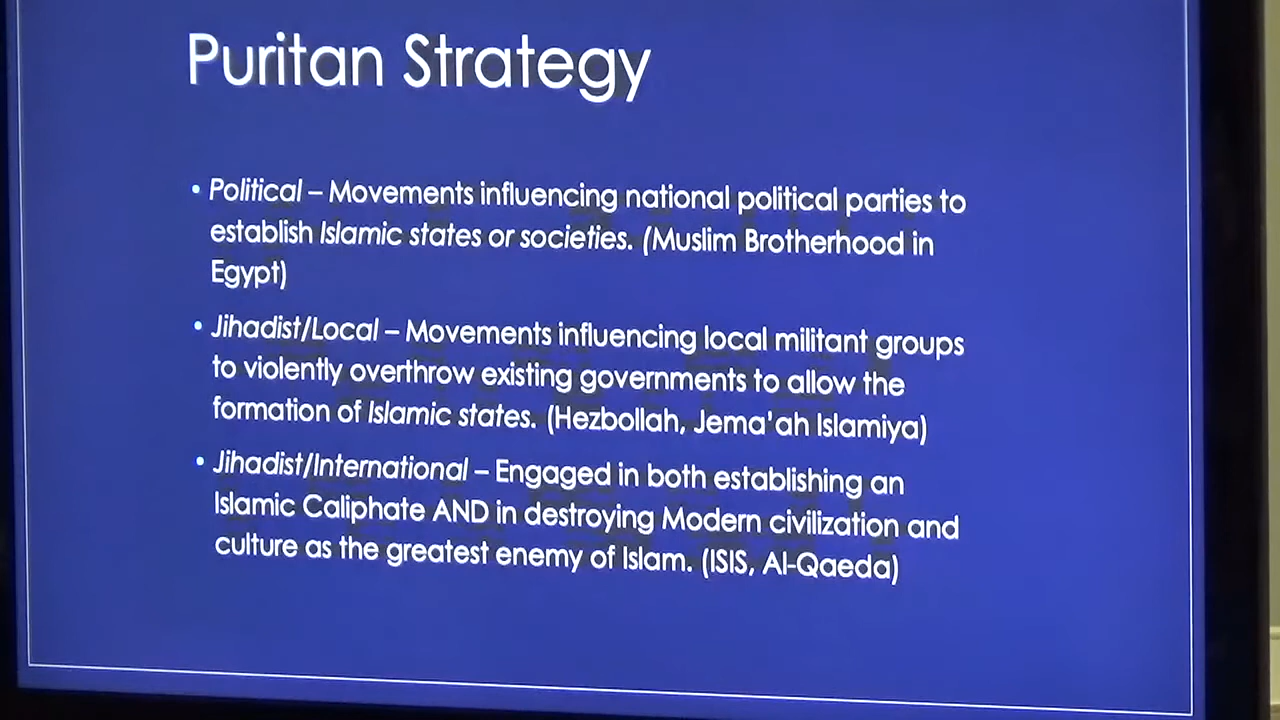 Puritan Strategy
• Political – Movements influencing national political parties to
establish Islamic states or societies. (Muslim Brotherhood in
Egypt)
• Jihadist/Local – Movements influencing local militant groups
to violently overthrow existing governments to allow the
formation of Islamic states. (Hezbollah, Jema'ah Islamiya)
• Jihadist/International – Engaged in both establishing an
Islamic Caliphate AND in destroying Modern civilization and
culture as the greatest enemy of Islam. (ISIS, Al-Qaeda)